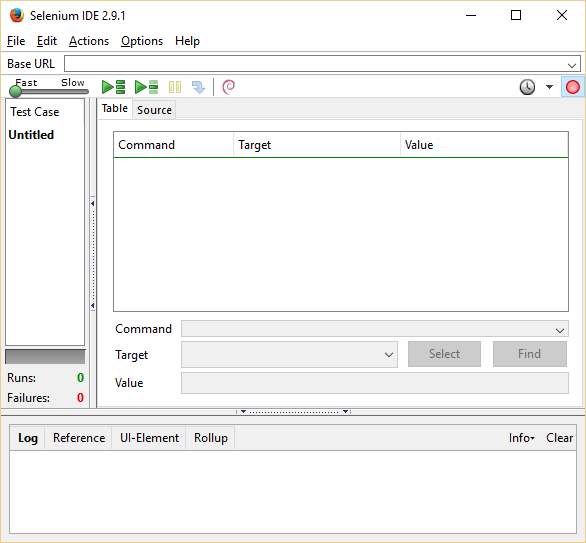 Selenium IDE 2.9.1
File Edit Actions Options Help
Base URL
Fast Slow
Test Case
Untitled
Table Source
Command Target Value
Command
Target Select Find
Value
Runs: 0
Failures: 0
Log Reference UI-Element Rollup Info Clear